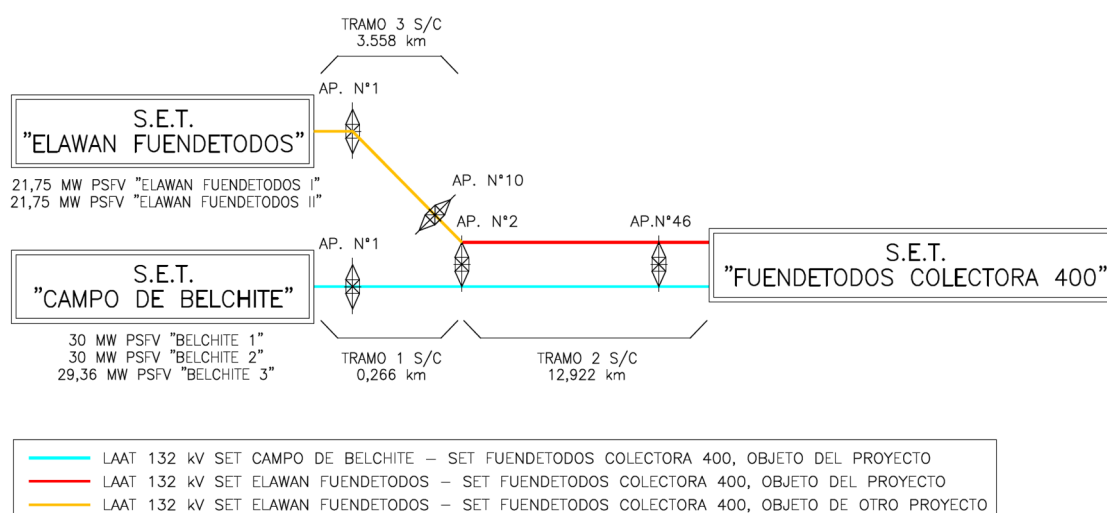 TRAMO 3 S/C
3.558 km
AP. N°1
S.E.T.
"ELAWAN FUENDETODOS"
21,75 MW PSFV "ELAWAN FUENDETODOS I"
21,75 MW PSFV "ELAWAN FUENDETODOS II"
AP. N°10
AP. N°2
AP.N°46
AP. N°1
S.E.T.
"CAMPO DE BELCHITE"
S.E.T.
"FUENDETODOS COLECTORA 400"
30 MW PSFV "BELCHITE 1"
30 MW PSFV "BELCHITE 2"
29,36 MW PSFV "BELCHITE 3"
TRAMO 1 S/C
0,266 km
TRAMO 2 S/C
12,922 km
LAAT 132 kV SET CAMPO DE BELCHITE – SET FUENDETODOS COLECTORA 400, OBJETO DEL PROYECTO
LAAT 132 kV SET ELAWAN FUENDETODOS – SET FUENDETODOS COLECTORA 400, OBJETO DEL PROYECTO
LAAT 132 kV SET ELAWAN FUENDETODOS – SET FUENDETODOS COLECTORA 400, OBJETO DE OTRO PROYECTO